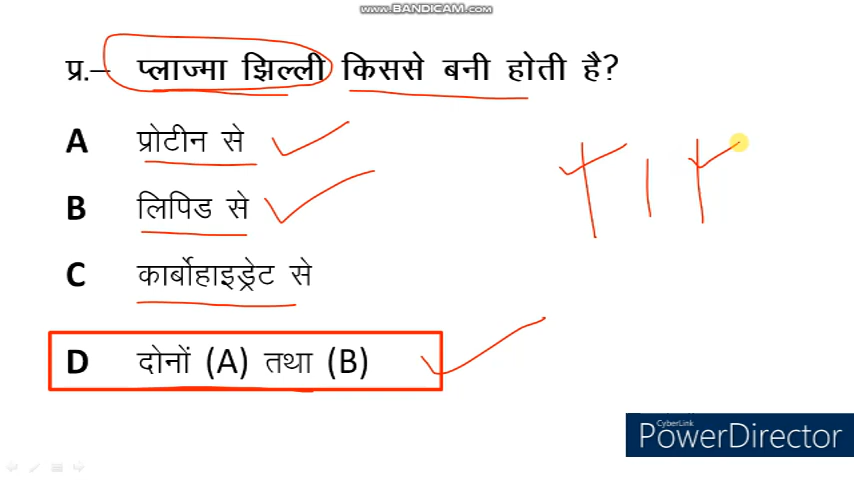 www.BANDICAM.com
प्र.– प्लाज्मा झिल्ली किससे बनी होती है?
A प्रोटीन से
B लिपिड से
C कार्बोहाइड्रेट से
D दोनों (A) तथा (B)
CyberLink
PowerDirector